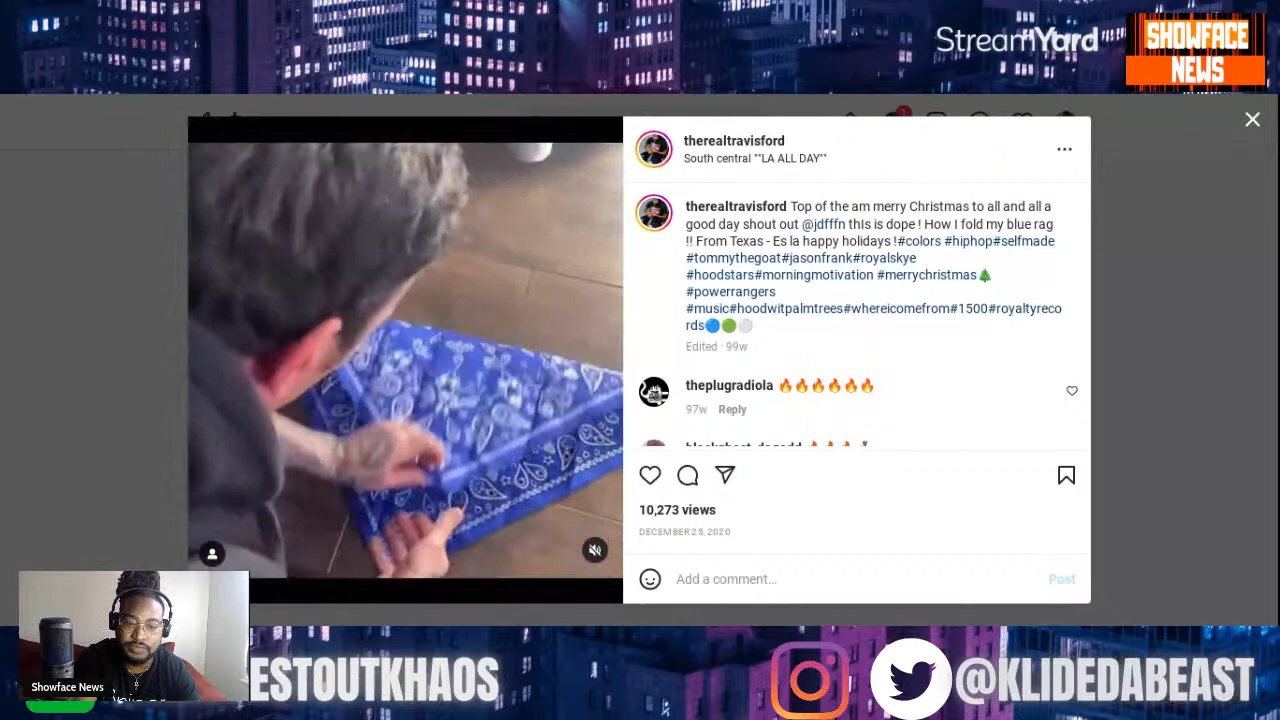 StreamYard
SHOWFACE
NEWS
therealtravisford
South central ""LA ALL DAY""
therealtravisford Top of the am merry Christmas to all and all a
good day shout out @jdfffn this is dope ! How I fold my blue rag
!! From Texas - Es la happy holidays !#colors #hiphop#selfmade
#tommythegoat#jasonfrank#royalskye
#hoodstars#morningmotivation #merrychristmas🎄
#powerrangers
#music#hoodwitpalmtrees#whereicomefrom#1500#royaltyreco
rds🔵🟢⚪
Edited · 99w
theplugradiola 🔥🔥🔥🔥🔥🔥
97w Reply
10,273 views
DECEMBER 25, 2020
Add a comment…
Post
Showface News
ESTOUTKHAOS
@KLIDEDABEAST